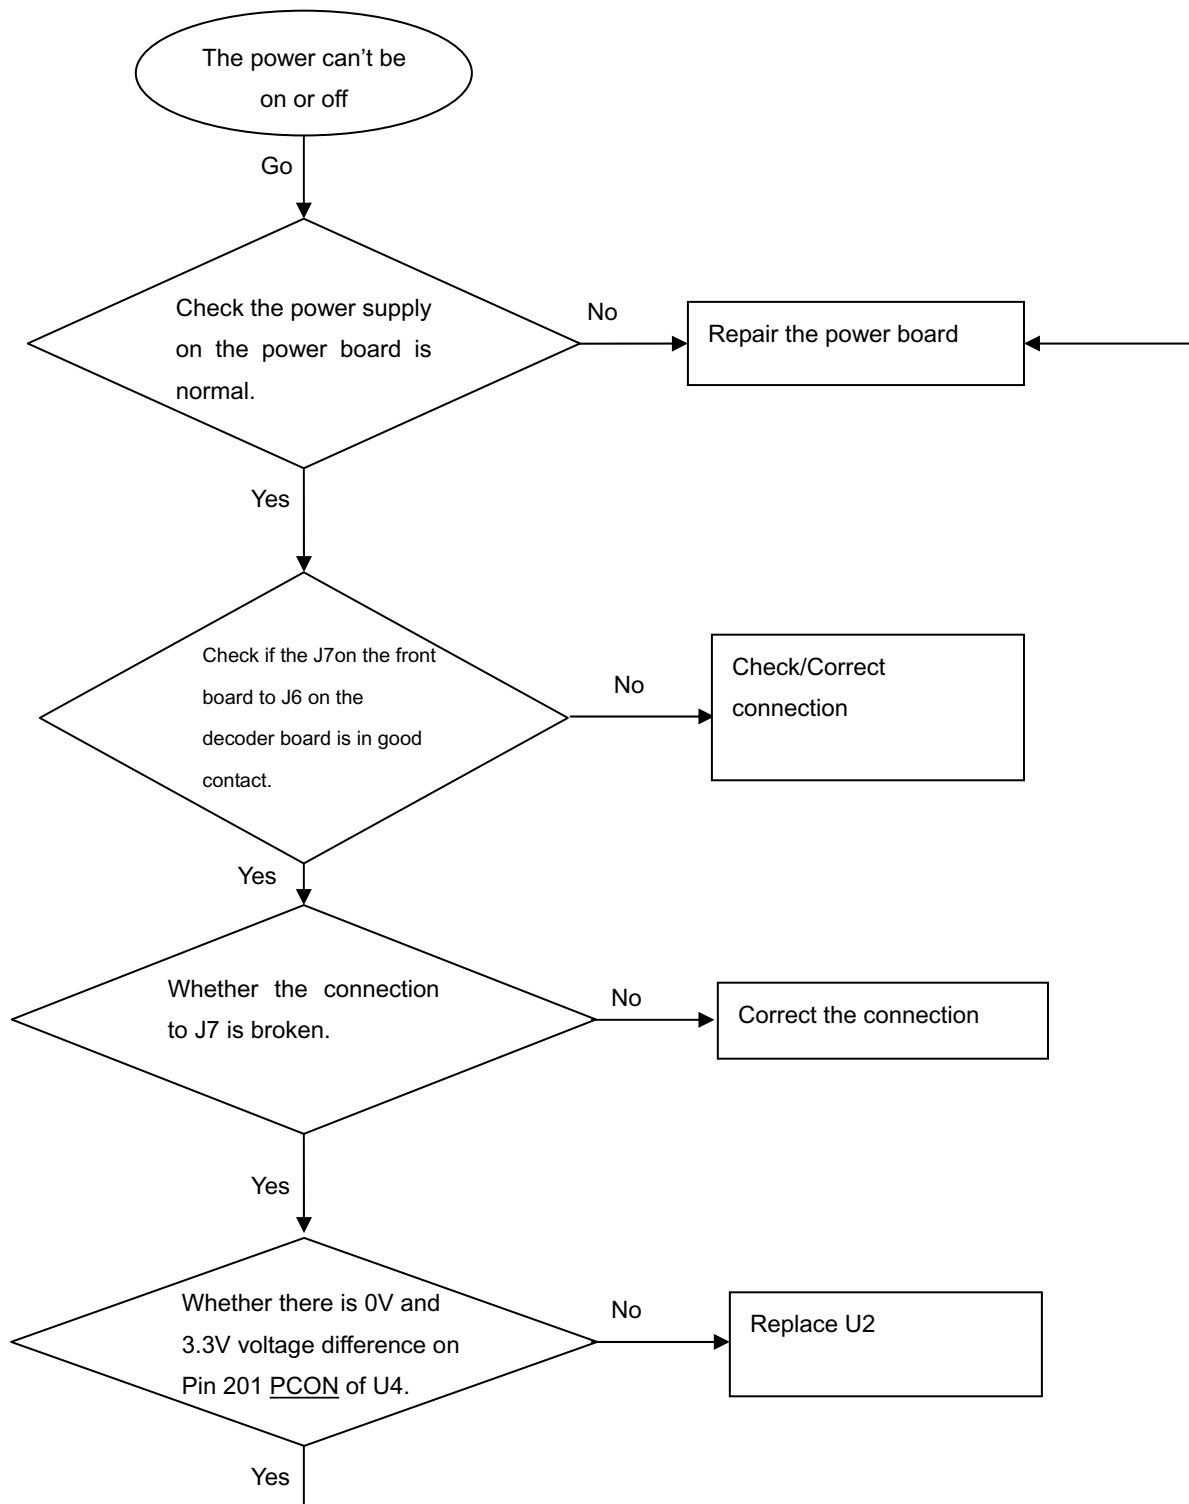 The power can’t be
on or off
Go
Check the power supply
on the power board is
normal.
No
Repair the power board
Yes
Check if the J7on the front
board to J6 on the
decoder board is in good
contact.
No
Check/Correct
connection
Yes
Whether the connection
to J7 is broken.
No
Correct the connection
Yes
Whether there is 0V and
3.3V voltage difference on
Pin 201 PCON of U4.
No
Replace U2
Yes